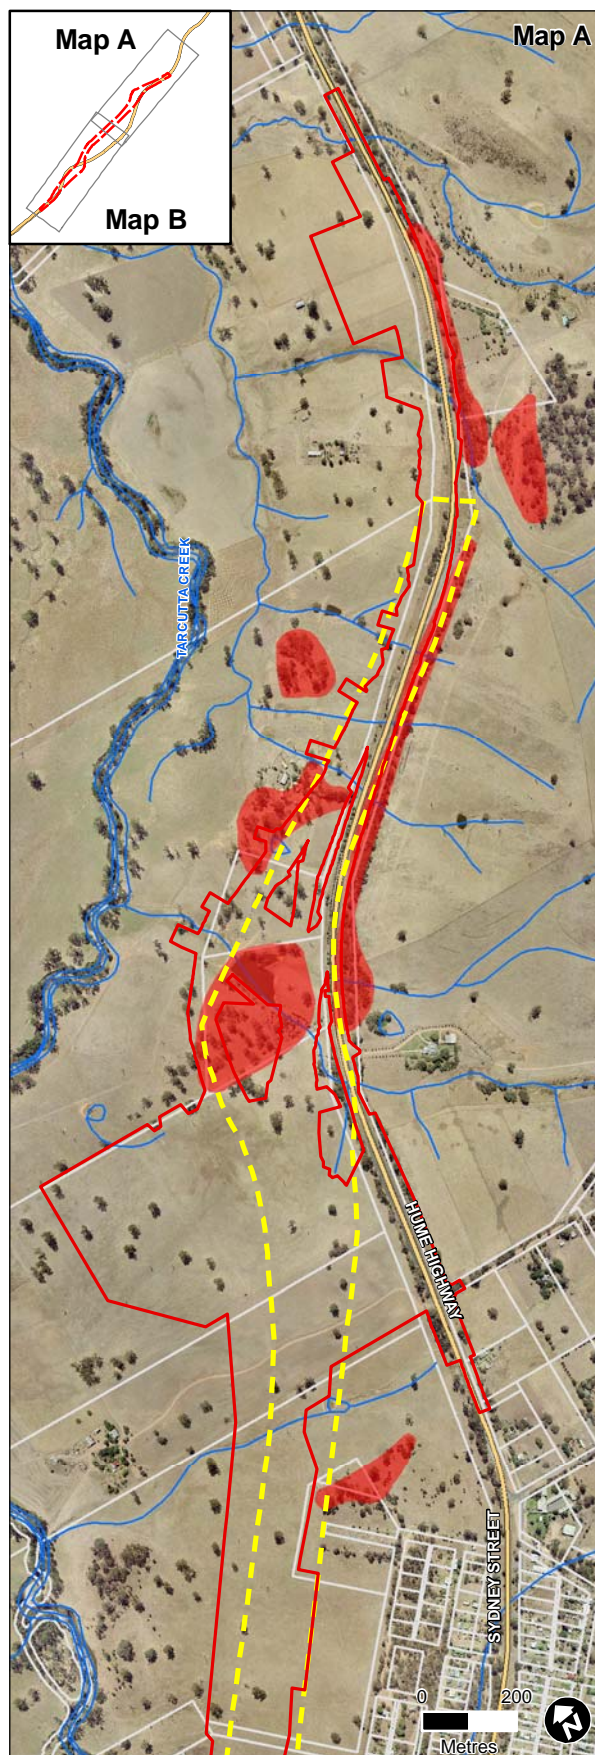 Map A
Map B
Map A
TARCUTTA CREEK
HUME HIGHWAY
SYDNEY STREET
0 200
Metres
N